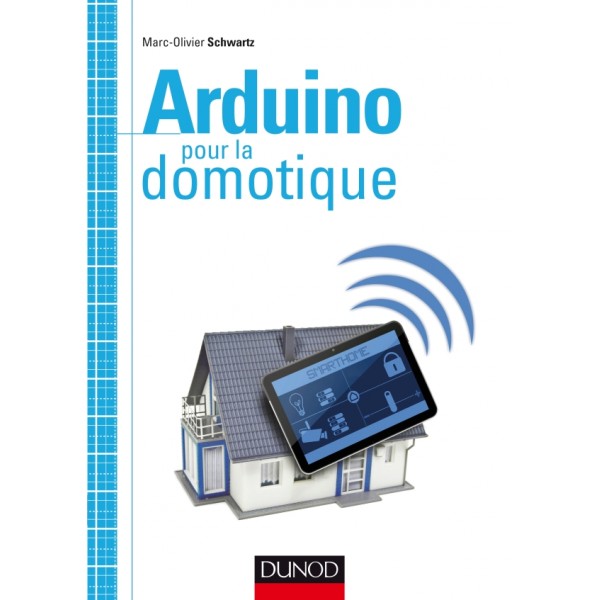 Marc-Olivier Schwartz
Arduino
pour la
domotique
SMARTHOME
DUNOD